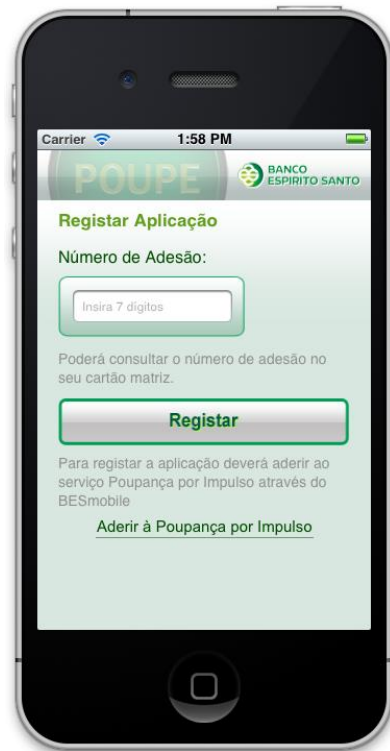 Carrier 1:58 PM
POUPE
BANCO
ESPIRITO SANTO
Registar Aplicação
Número de Adesão:
Insira 7 digitos
Poderá consultar o número de adesão no
seu cartão matriz.
Registar
Para registar a aplicação deverá aderir ao
serviço Poupança por Impulso através do
BESmobile
Aderir à Poupança por Impulso